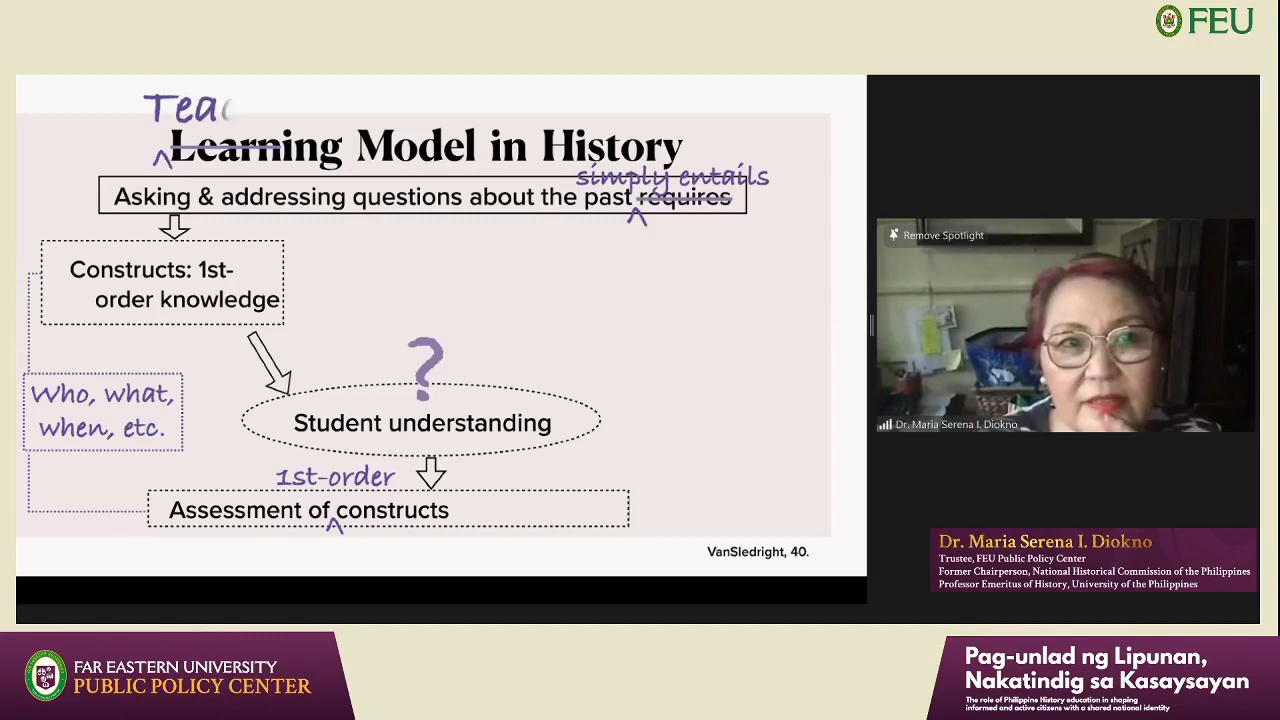 FEU
Tea
Learning Model in History
simply entails
Asking & addressing questions about the past requires
^
^
Constructs: 1st-
order knowledge
?
Who, what,
when, etc.
Student understanding
1st-order
Assessment of constructs
^
VanSledright, 40.
Remove Spotlight
Dr. Maria Serena I. Diokno
Dr. Maria Serena I. Diokno
Trustee, FEU Public Policy Center
Former Chairperson, National Historical Commission of the Philippines
Professor Emeritus of History, University of the Philippines
FAR EASTERN UNIVERSITY
PUBLIC POLICY CENTER
Pag-unlad ng Lipunan,
Nakatindig sa Kasaysayan
The role of Philippine History education in shaping
informed and active citizens with a shared national identity